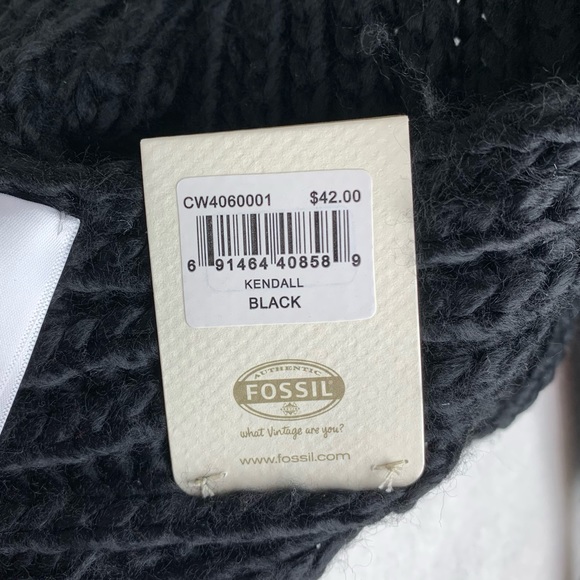 CW4060001 $42.00
6 91464 40858 9
KENDALL
BLACK
AUTHENTIC
FOSSIL
what Vintage are you?
www.fossil.com